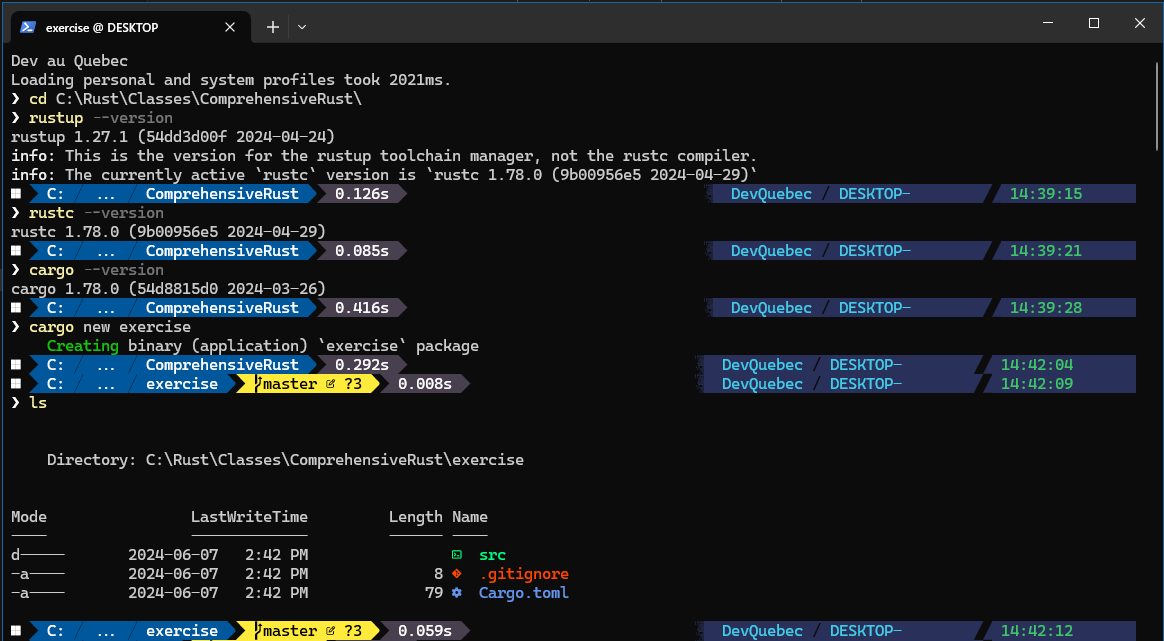 exercise @ DESKTOP
Dev au Quebec
Loading personal and system profiles took 2021ms.
❯ cd C:\Rust\Classes\ComprehensiveRust\
❯ rustup --version
rustup 1.27.1 (54dd3d00f 2024-04-24)
info: This is the version for the rustup toolchain manager, not the rustc compiler.
info: The currently active `rustc` version is `rustc 1.78.0 (9b00956e5 2024-04-29)`
C: / ... / ComprehensiveRust 0.126s DevQuebec / DESKTOP- 14:39:15
❯ rustc --version
rustc 1.78.0 (9b00956e5 2024-04-29)
C: / ... / ComprehensiveRust 0.085s DevQuebec / DESKTOP- 14:39:21
❯ cargo --version
cargo 1.78.0 (54d8815d0 2024-03-26)
C: / ... / ComprehensiveRust 0.416s DevQuebec / DESKTOP- 14:39:28
❯ cargo new exercise
Creating binary (application) `exercise` package
C: / ... / ComprehensiveRust 0.292s DevQuebec / DESKTOP- 14:42:04
C: / ... / exercise master ?3 0.008s DevQuebec / DESKTOP- 14:42:09
❯ ls
Directory: C:\Rust\Classes\ComprehensiveRust\exercise
Mode LastWriteTime Length Name
---- ------------- ------ ----
d----- 2024-06-07 2:42 PM src
-a---- 2024-06-07 2:42 PM 8 .gitignore
-a---- 2024-06-07 2:42 PM 79 Cargo.toml
C: / ... / exercise master ?3 0.059s DevQuebec / DESKTOP- 14:42:12